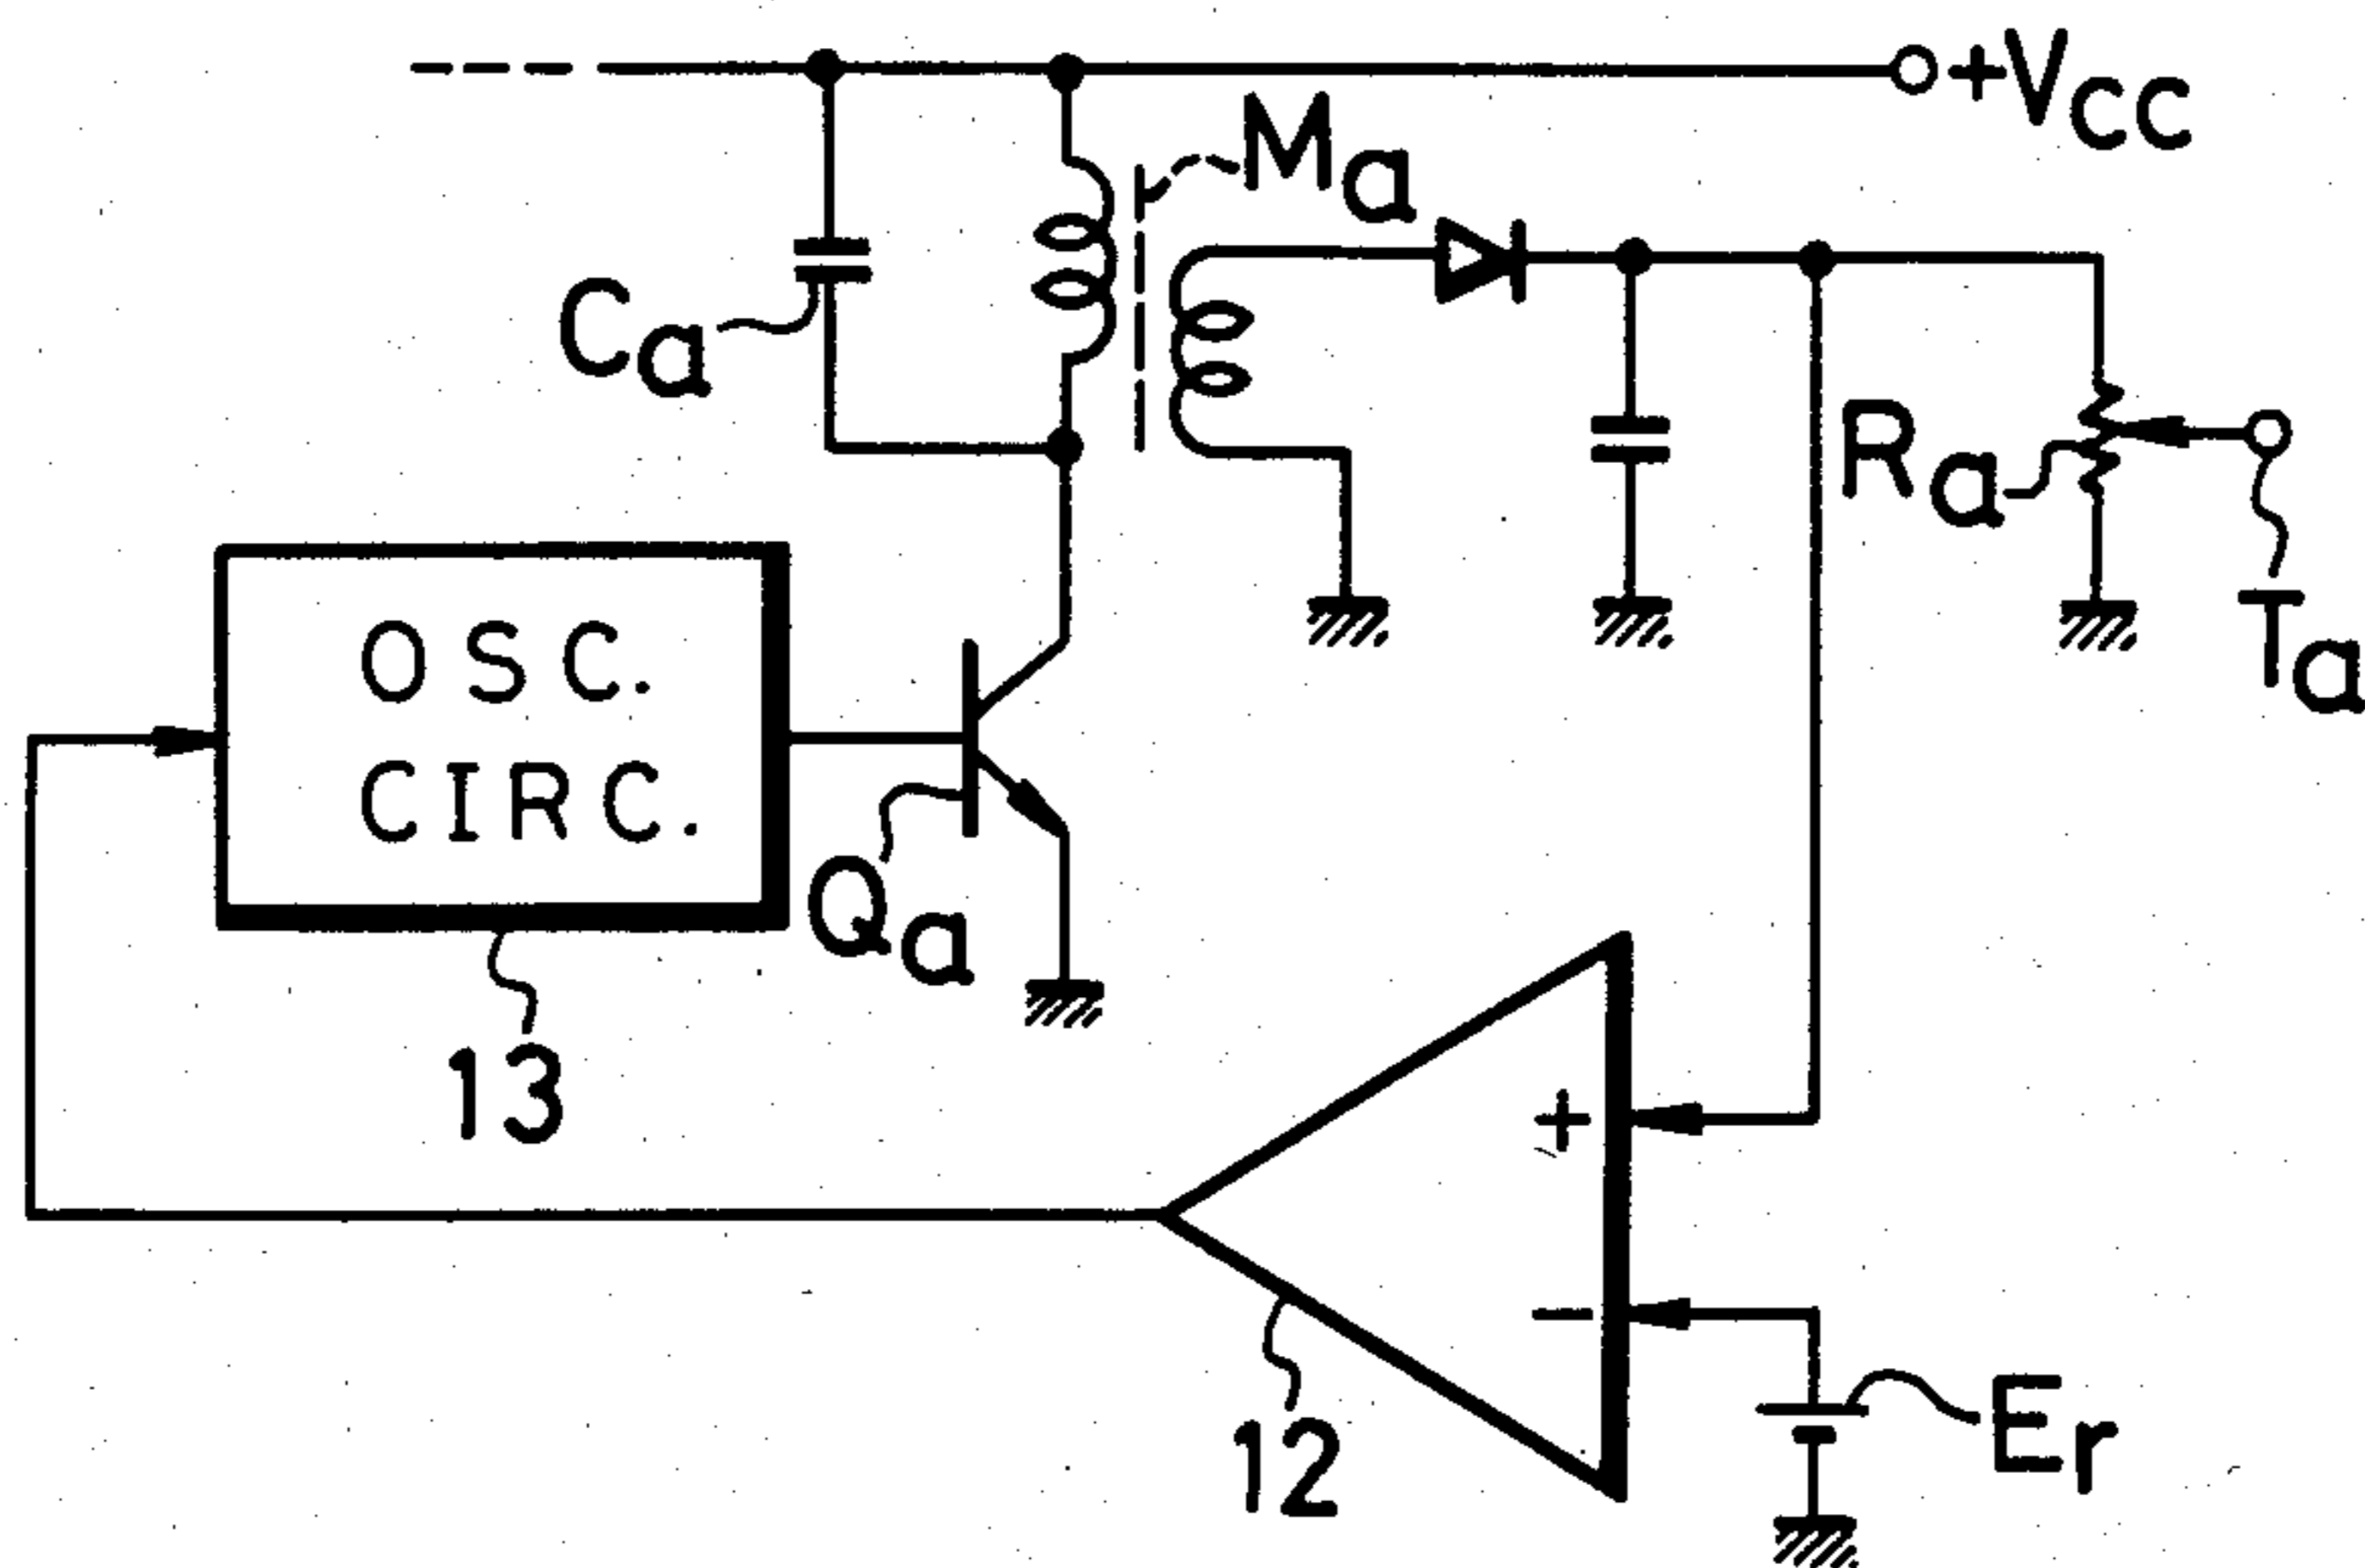 +Vcc
Ma
Ca
Ra
Ta
OSC.
CIRC.
Qa
13
+
−
12
Er